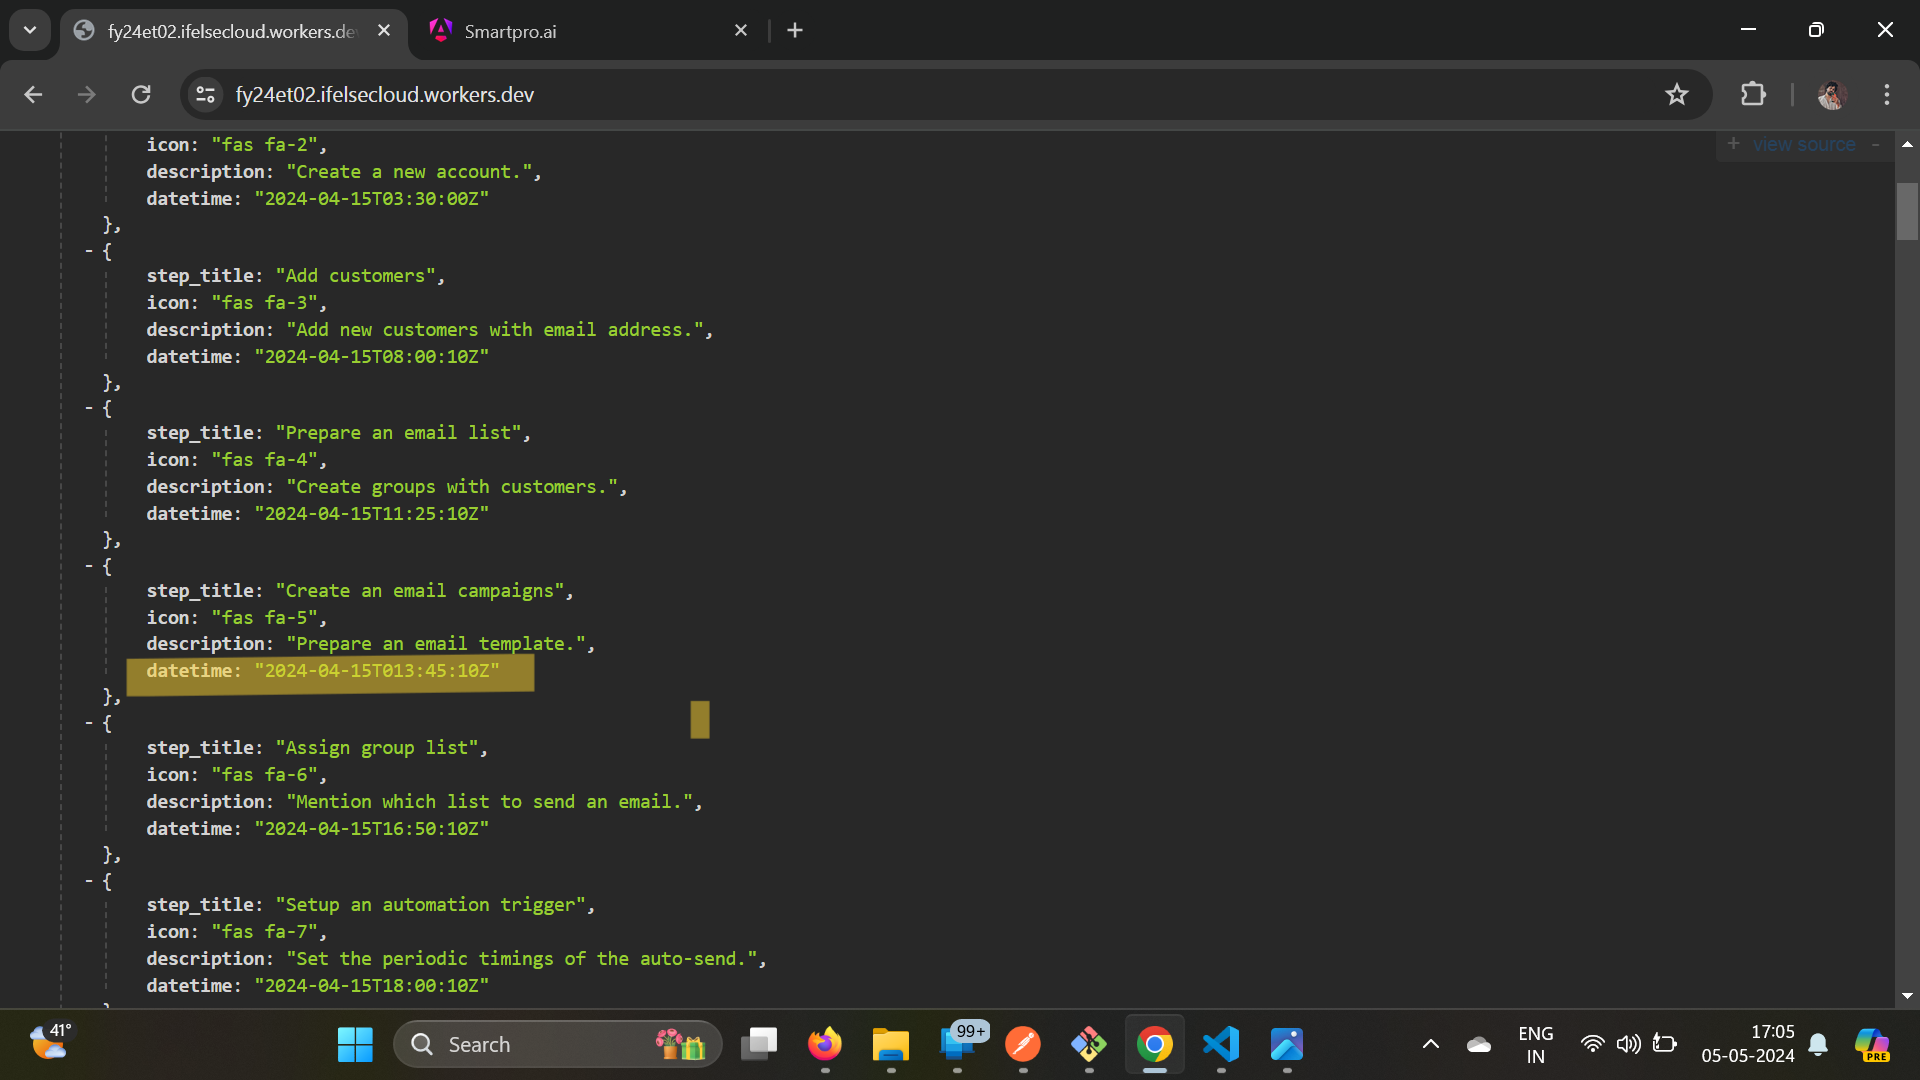 fy24et02.ifelsecloud.workers.de
Smartpro.ai
fy24et02.ifelsecloud.workers.dev
+ view source -
icon: "fas fa-2",
description: "Create a new account.",
datetime: "2024-04-15T03:30:00Z"
},
- {
step_title: "Add customers",
icon: "fas fa-3",
description: "Add new customers with email address.",
datetime: "2024-04-15T08:00:10Z"
},
- {
step_title: "Prepare an email list",
icon: "fas fa-4",
description: "Create groups with customers.",
datetime: "2024-04-15T11:25:10Z"
},
- {
step_title: "Create an email campaigns",
icon: "fas fa-5",
description: "Prepare an email template.",
datetime: "2024-04-15T013:45:10Z"
},
- {
step_title: "Assign group list",
icon: "fas fa-6",
description: "Mention which list to send an email.",
datetime: "2024-04-15T16:50:10Z"
},
- {
step_title: "Setup an automation trigger",
icon: "fas fa-7",
description: "Set the periodic timings of the auto-send.",
datetime: "2024-04-15T18:00:10Z"
41°
Search
99+
ENG
IN
17:05
05-05-2024
PRE